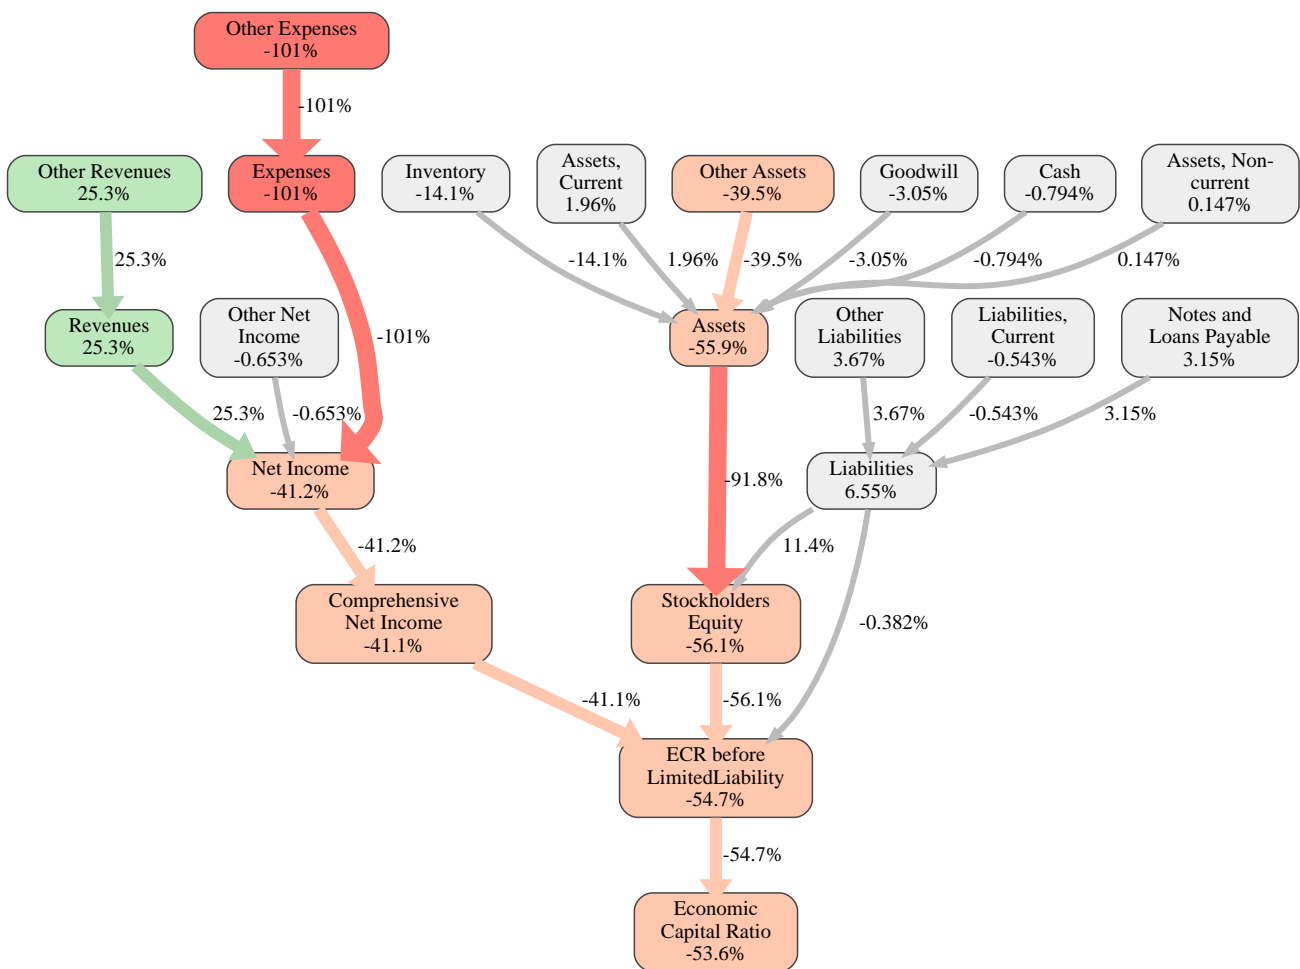 Other Expenses
-101%
-101%
Other Revenues
25.3%
Expenses
-101%
Inventory
-14.1%
Assets,
Current
1.96%
Other Assets
-39.5%
Goodwill
-3.05%
Cash
-0.794%
Assets, Non-
current
0.147%
25.3%
-101%
-14.1%
1.96%
-39.5%
-3.05%
-0.794%
0.147%
Revenues
25.3%
Other Net
Income
-0.653%
Assets
-55.9%
Other
Liabilities
3.67%
Liabilities,
Current
-0.543%
Notes and
Loans Payable
3.15%
25.3%
-0.653%
3.67%
-0.543%
3.15%
Net Income
-41.2%
-91.8%
Liabilities
6.55%
-41.2%
11.4%
Comprehensive
Net Income
-41.1%
Stockholders
Equity
-56.1%
-0.382%
-41.1%
-56.1%
ECR before
LimitedLiability
-54.7%
-54.7%
Economic
Capital Ratio
-53.6%